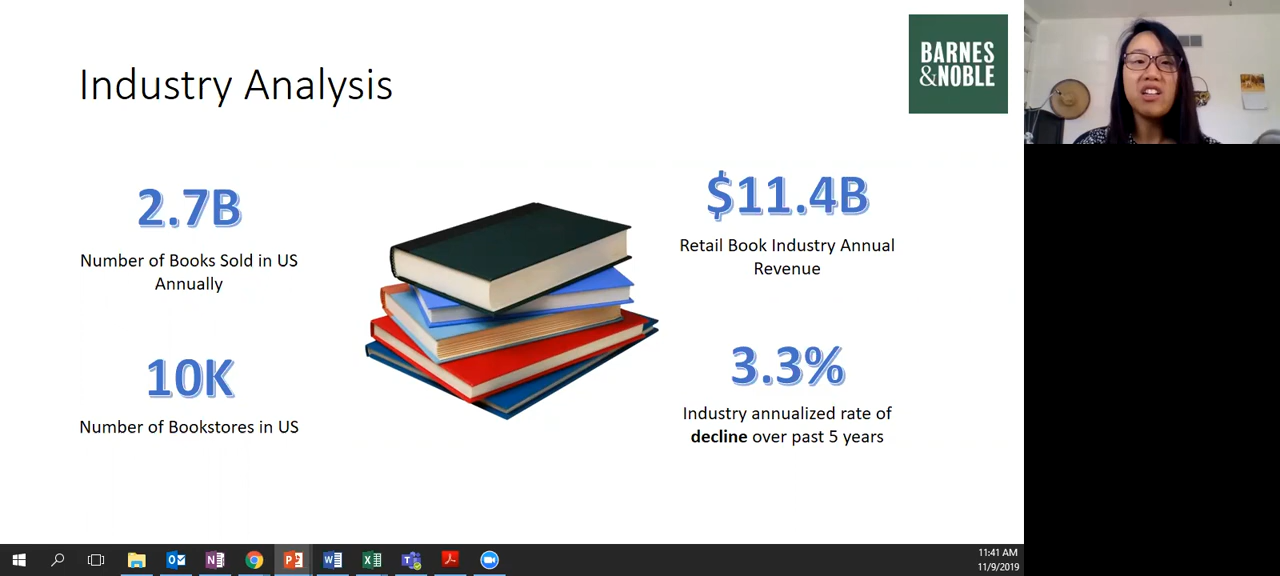 Industry Analysis
BARNES
&NOBLE
2.7B
Number of Books Sold in US
Annually
$11.4B
Retail Book Industry Annual
Revenue
10K
Number of Bookstores in US
3.3%
Industry annualized rate of
decline over past 5 years
11:41 AM
11/9/2019